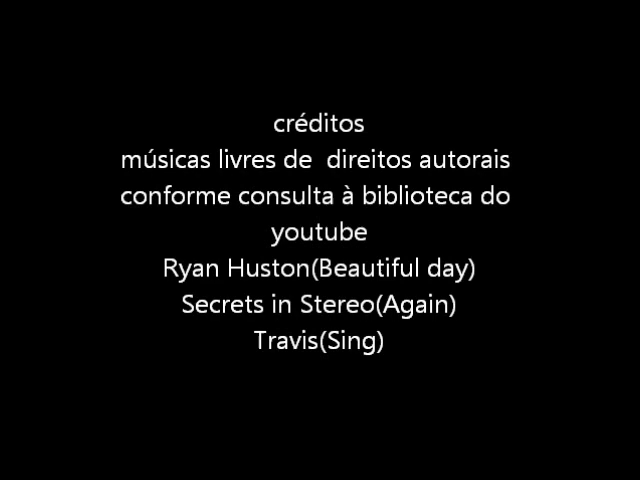 créditos
músicas livres de  direitos autorais
conforme consulta à biblioteca do
youtube
Ryan Huston(Beautiful day)
Secrets in Stereo(Again)
Travis(Sing)